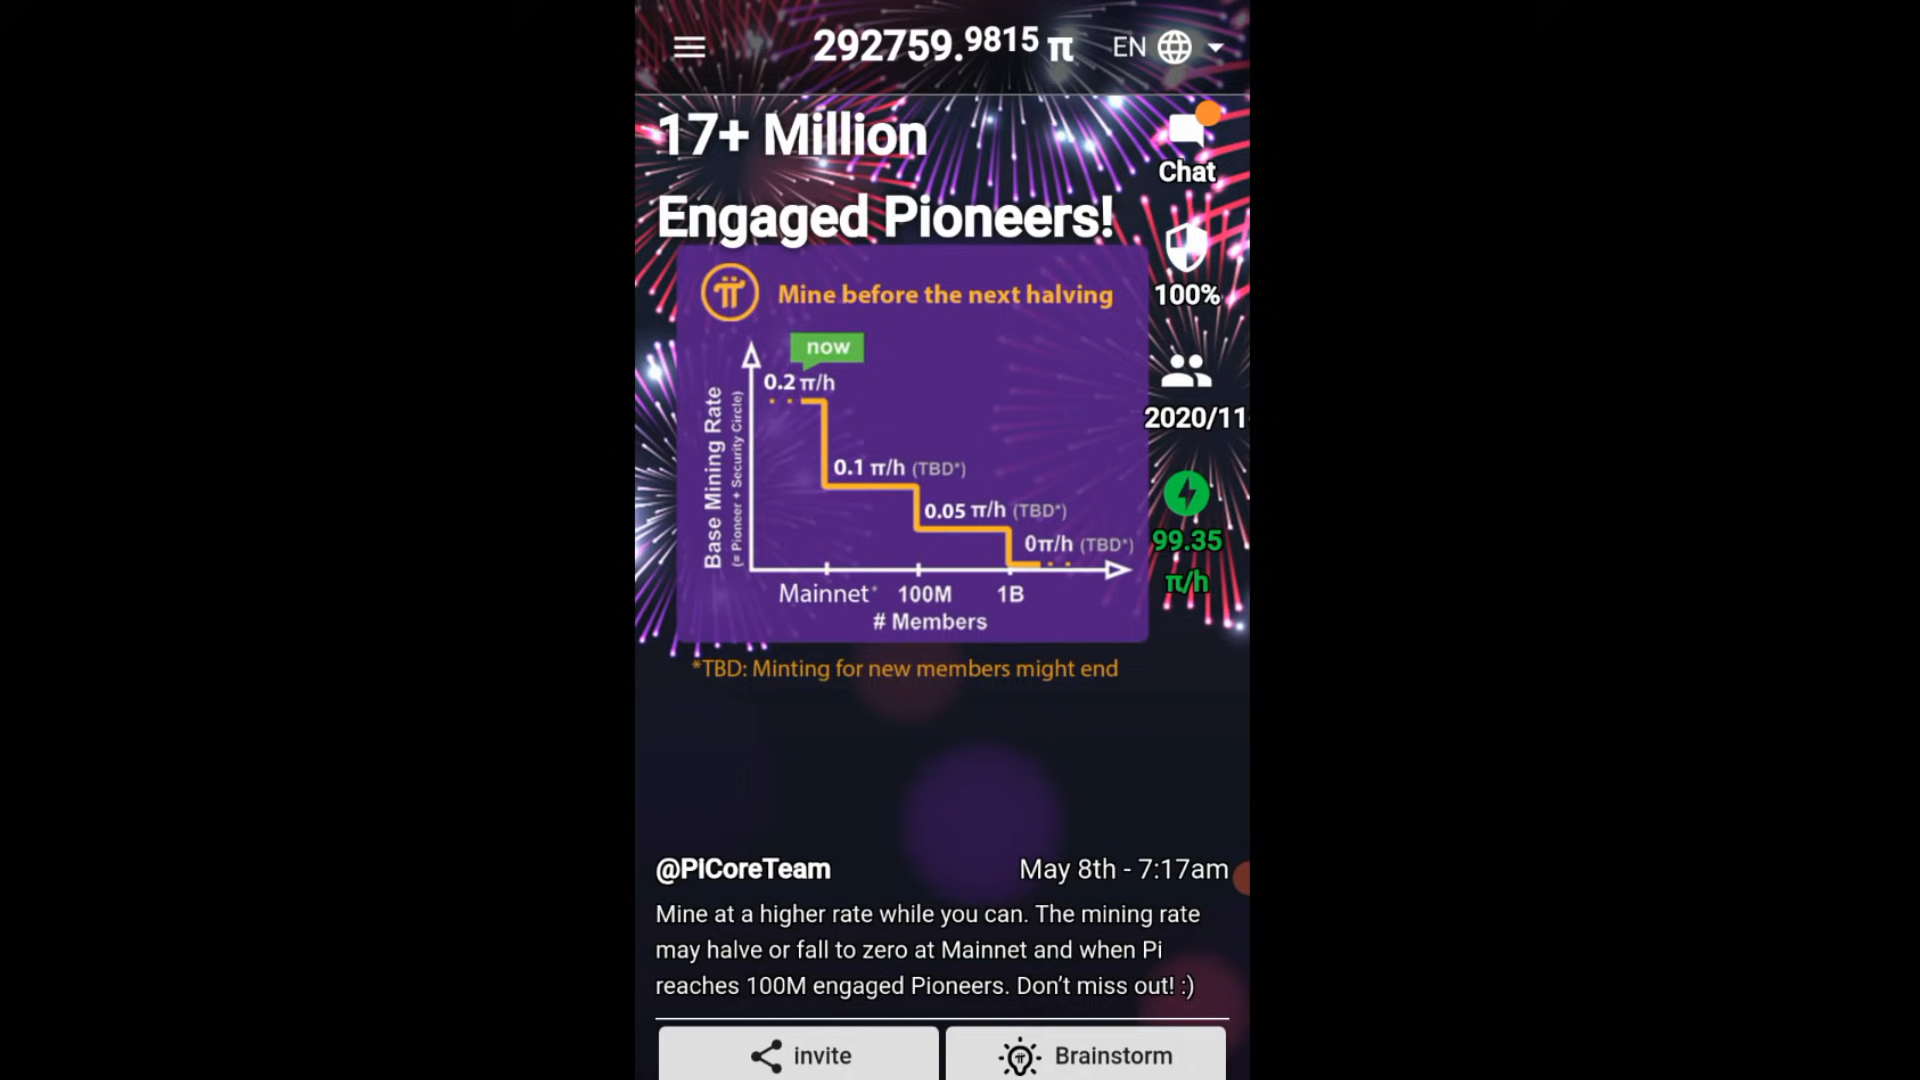 292759.9815 π EN
17+ Million
Engaged Pioneers!
Chat
100%
2020/11
99.35
π/h
Mine before the next halving
now
0.2 π/h
0.1 π/h (TBD*)
0.05 π/h (TBD*)
0π/h (TBD*)
Base Mining Rate
(= Pioneer + Security Circle)
Mainnet* 100M 1B
# Members
*TBD: Minting for new members might end
@PiCoreTeam May 8th - 7:17am
Mine at a higher rate while you can. The mining rate
may halve or fall to zero at Mainnet and when Pi
reaches 100M engaged Pioneers. Don’t miss out! :)
invite Brainstorm